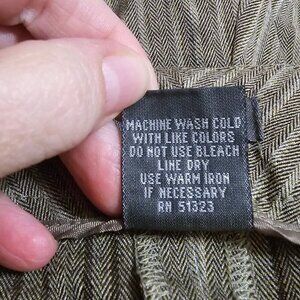 MACHINE WASH COLD
WITH LIKE COLORS
DO NOT USE BLEACH
LINE DRY
USE WARM IRON
IF NECESSARY
RN 51323